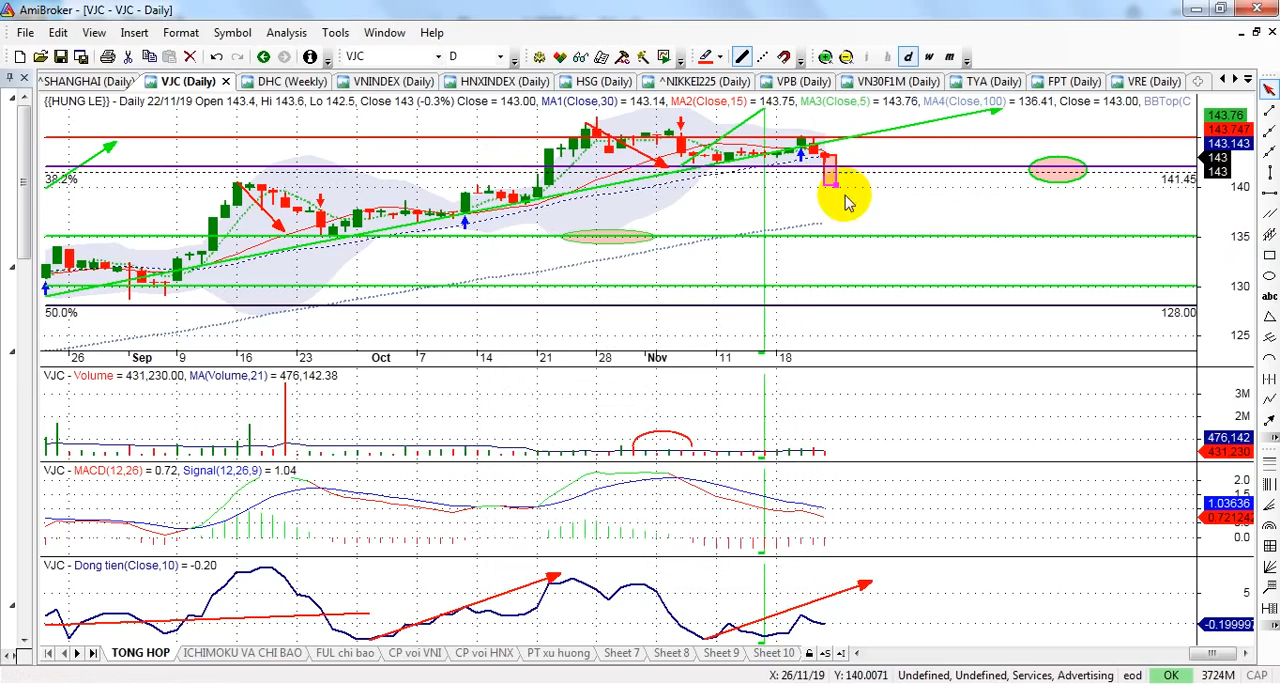 AmiBroker - [VJC - VJC - Daily]
File Edit View Insert Format Symbol Analysis Tools Window Help
VJC D i h d w m
^SHANGHAI (Daily) VJC (Daily) DHC (Weekly) VNINDEX (Daily) HNXINDEX (Daily) HSG (Daily) ^NIKKEI225 (Daily) VPB (Daily) VN30F1M (Daily) TYA (Daily) FPT (Daily) VRE (Daily)
{{HUNG LE}} - Daily 22/11/19 Open 143.4, Hi 143.6, Lo 142.5, Close 143 (-0.3%) Close = 143.00, MA1(Close,30) = 143.14, MA2(Close,15) = 143.75, MA3(Close,5) = 143.76, MA4(Close,100) = 136.41, Close = 143.00, BBTop(C
143.76
143.747
143.143
143
143
38.2% 141.45
140
135
130
50.0% 128.00
125
26 Sep 9 16 23 Oct 7 14 21 28 Nov 11 18
VJC - Volume = 431,230.00, MA(Volume,21) = 476,142.38
3M
2M
476,142
431,230
VJC - MACD(12,26) = 0.72, Signal(12,26,9) = 1.04
2.0
1.5
1.03636
0.0
VJC - Dong tien(Close,10) = -0.20
5
TONG HOP ICHIMOKU VA CHI BAO FuL chi bao CP voi VNI CP voi HNX PT xu huong Sheet 7 Sheet 8 Sheet 9 Sheet 10
X: 26/11/19 Y: 140.0071 Undefined, Undefined, Services, Advertising eod OK 3724M CAP
abc